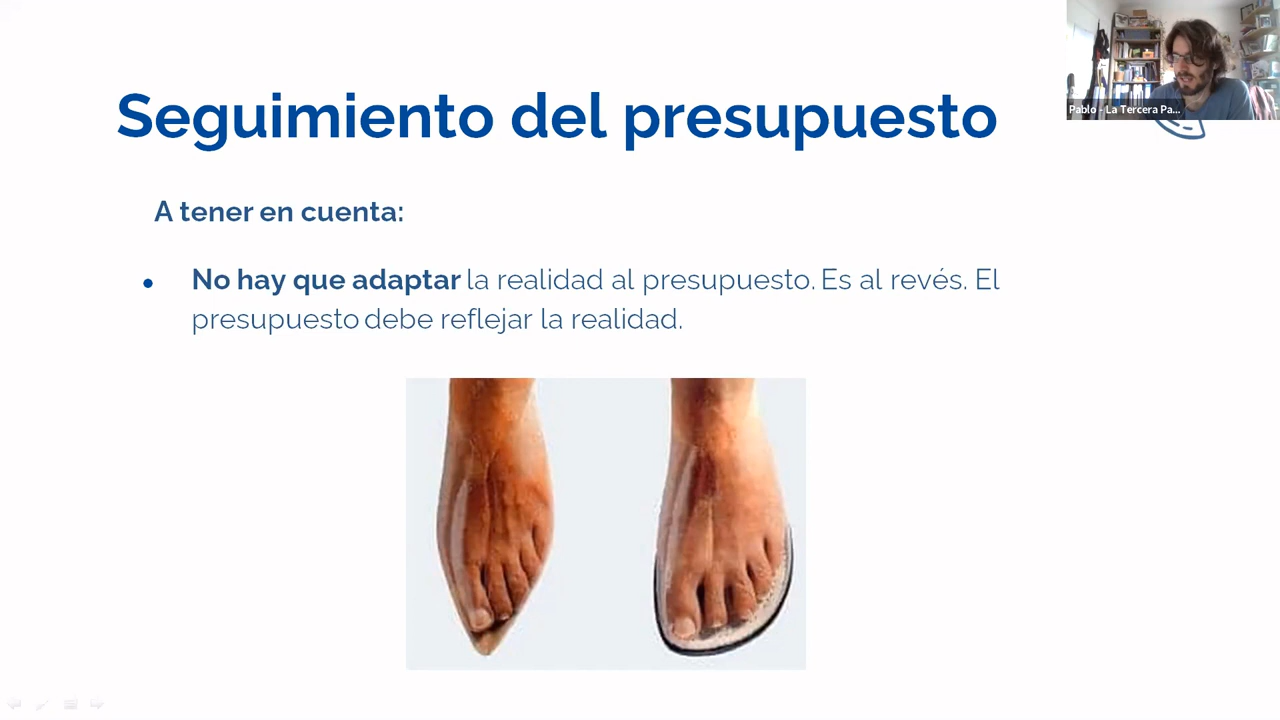 Pablo - La Tercera Pa...
Seguimiento del presupuesto
A tener en cuenta:
• No hay que adaptar la realidad al presupuesto. Es al revés. El
presupuesto debe reflejar la realidad.